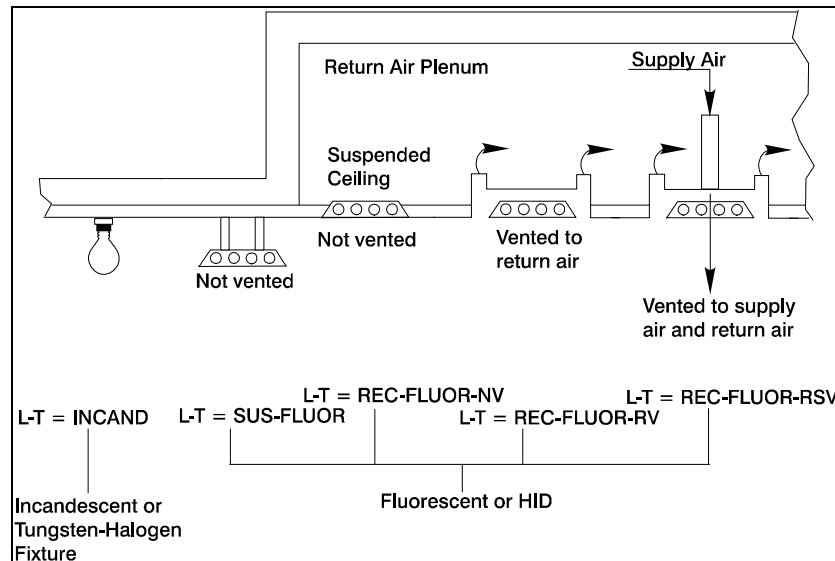 Return Air Plenum
Supply Air
Suspended
Ceiling
Not vented
Not vented
Vented to
return air
Vented to supply
air and return air
L-T = INCAND
L-T = SUS-FLUOR
L-T = REC-FLUOR-NV
L-T = REC-FLUOR-RV
L-T = REC-FLUOR-RSV
Incandescent or
Tungsten-Halogen
Fixture
Fluorescent or HID